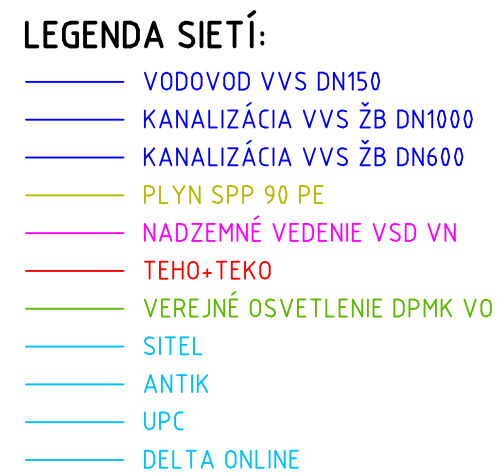 LEGENDA SIETÍ:
VODOVOD VVS DN150
KANALIZÁCIA VVS ŽB DN1000
KANALIZÁCIA VVS ŽB DN600
PLYN SPP 90 PE
NADZEMNÉ VEDENIE VSD VN
TEHO+TEKO
VEREJNÉ OSVETLENIE DPMK VO
SITEL
ANTIK
UPC
DELTA ONLINE